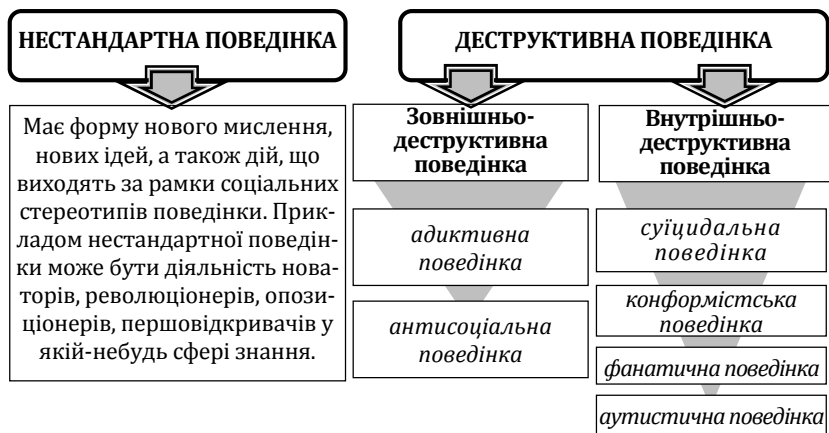 НЕСТАНДАРТНА ПОВЕДІНКА
ДЕСТРУКТИВНА ПОВЕДІНКА
Має форму нового мислення,
нових ідей, а також дій, що
виходять за рамки соціальних
стереотипів поведінки. Прик-
ладом нестандартної поведін-
ки може бути діяльність нова-
торів, революціонерів, опози-
ціонерів, першовідкривачів у
якій-небудь сфері знання.
Зовнішньо-
деструктивна
поведінка
адиктивна
поведінка
антисоціальна
поведінка
Внутрішньо-
деструктивна
поведінка
суїцидальна
поведінка
конформістська
поведінка
фанатична поведінка
аутистична поведінка